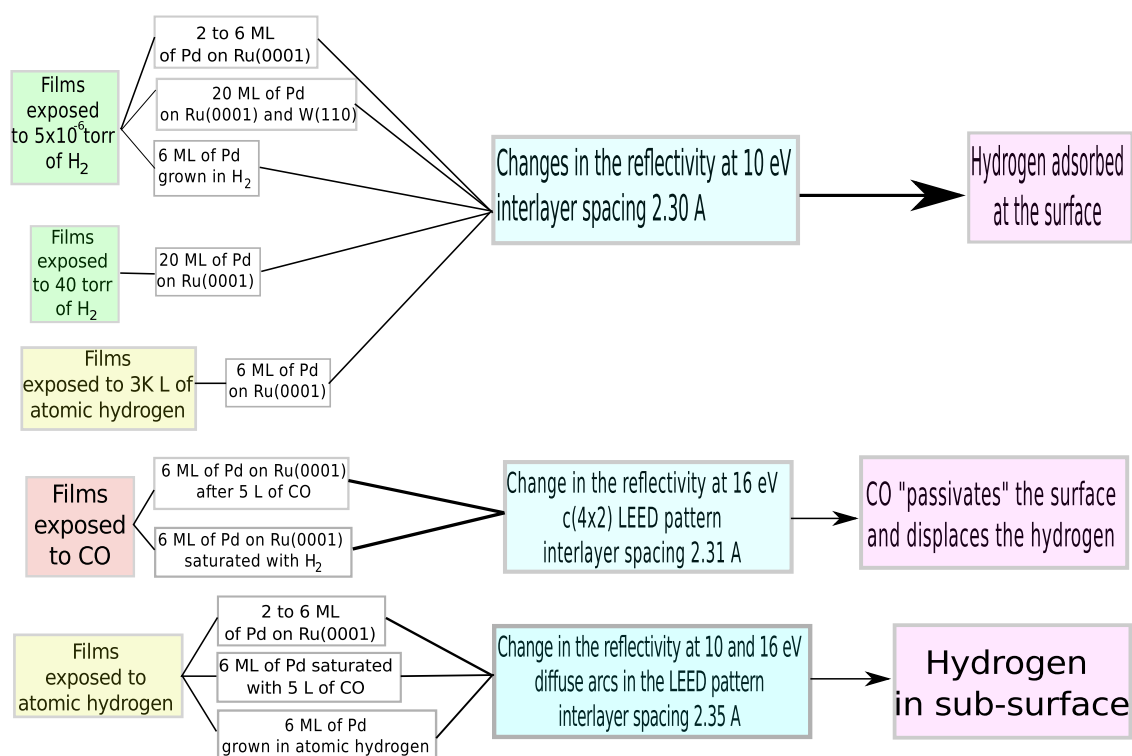 Films
exposed
to 5x10-6torr
of H2
2 to 6 ML
of Pd on Ru(0001)
20 ML of Pd
on Ru(0001) and W(110)
6 ML of Pd
grown in H2
Changes in the reflectivity at 10 eV
interlayer spacing 2.30 A
Hydrogen adsorbed
at the surface
Films
exposed
to 40 torr
of H2
20 ML of Pd
on Ru(0001)
Films
exposed to 3K L of
atomic hydrogen
6 ML of Pd
on Ru(0001)
Films
exposed
to CO
6 ML of Pd on Ru(0001)
after 5 L of CO
6 ML of Pd on Ru(0001)
saturated with H2
Change in the reflectivity at 16 eV
c(4x2) LEED pattern
interlayer spacing 2.31 A
CO "passivates" the surface
and displaces the hydrogen
Films
exposed to
atomic hydrogen
2 to 6 ML
of Pd on Ru(0001)
6 ML of Pd saturated
with 5 L of CO
6 ML of Pd
grown in atomic hydrogen
Change in the reflectivity at 10 and 16 eV
diffuse arcs in the LEED pattern
interlayer spacing 2.35 A
Hydrogen
in sub-surface